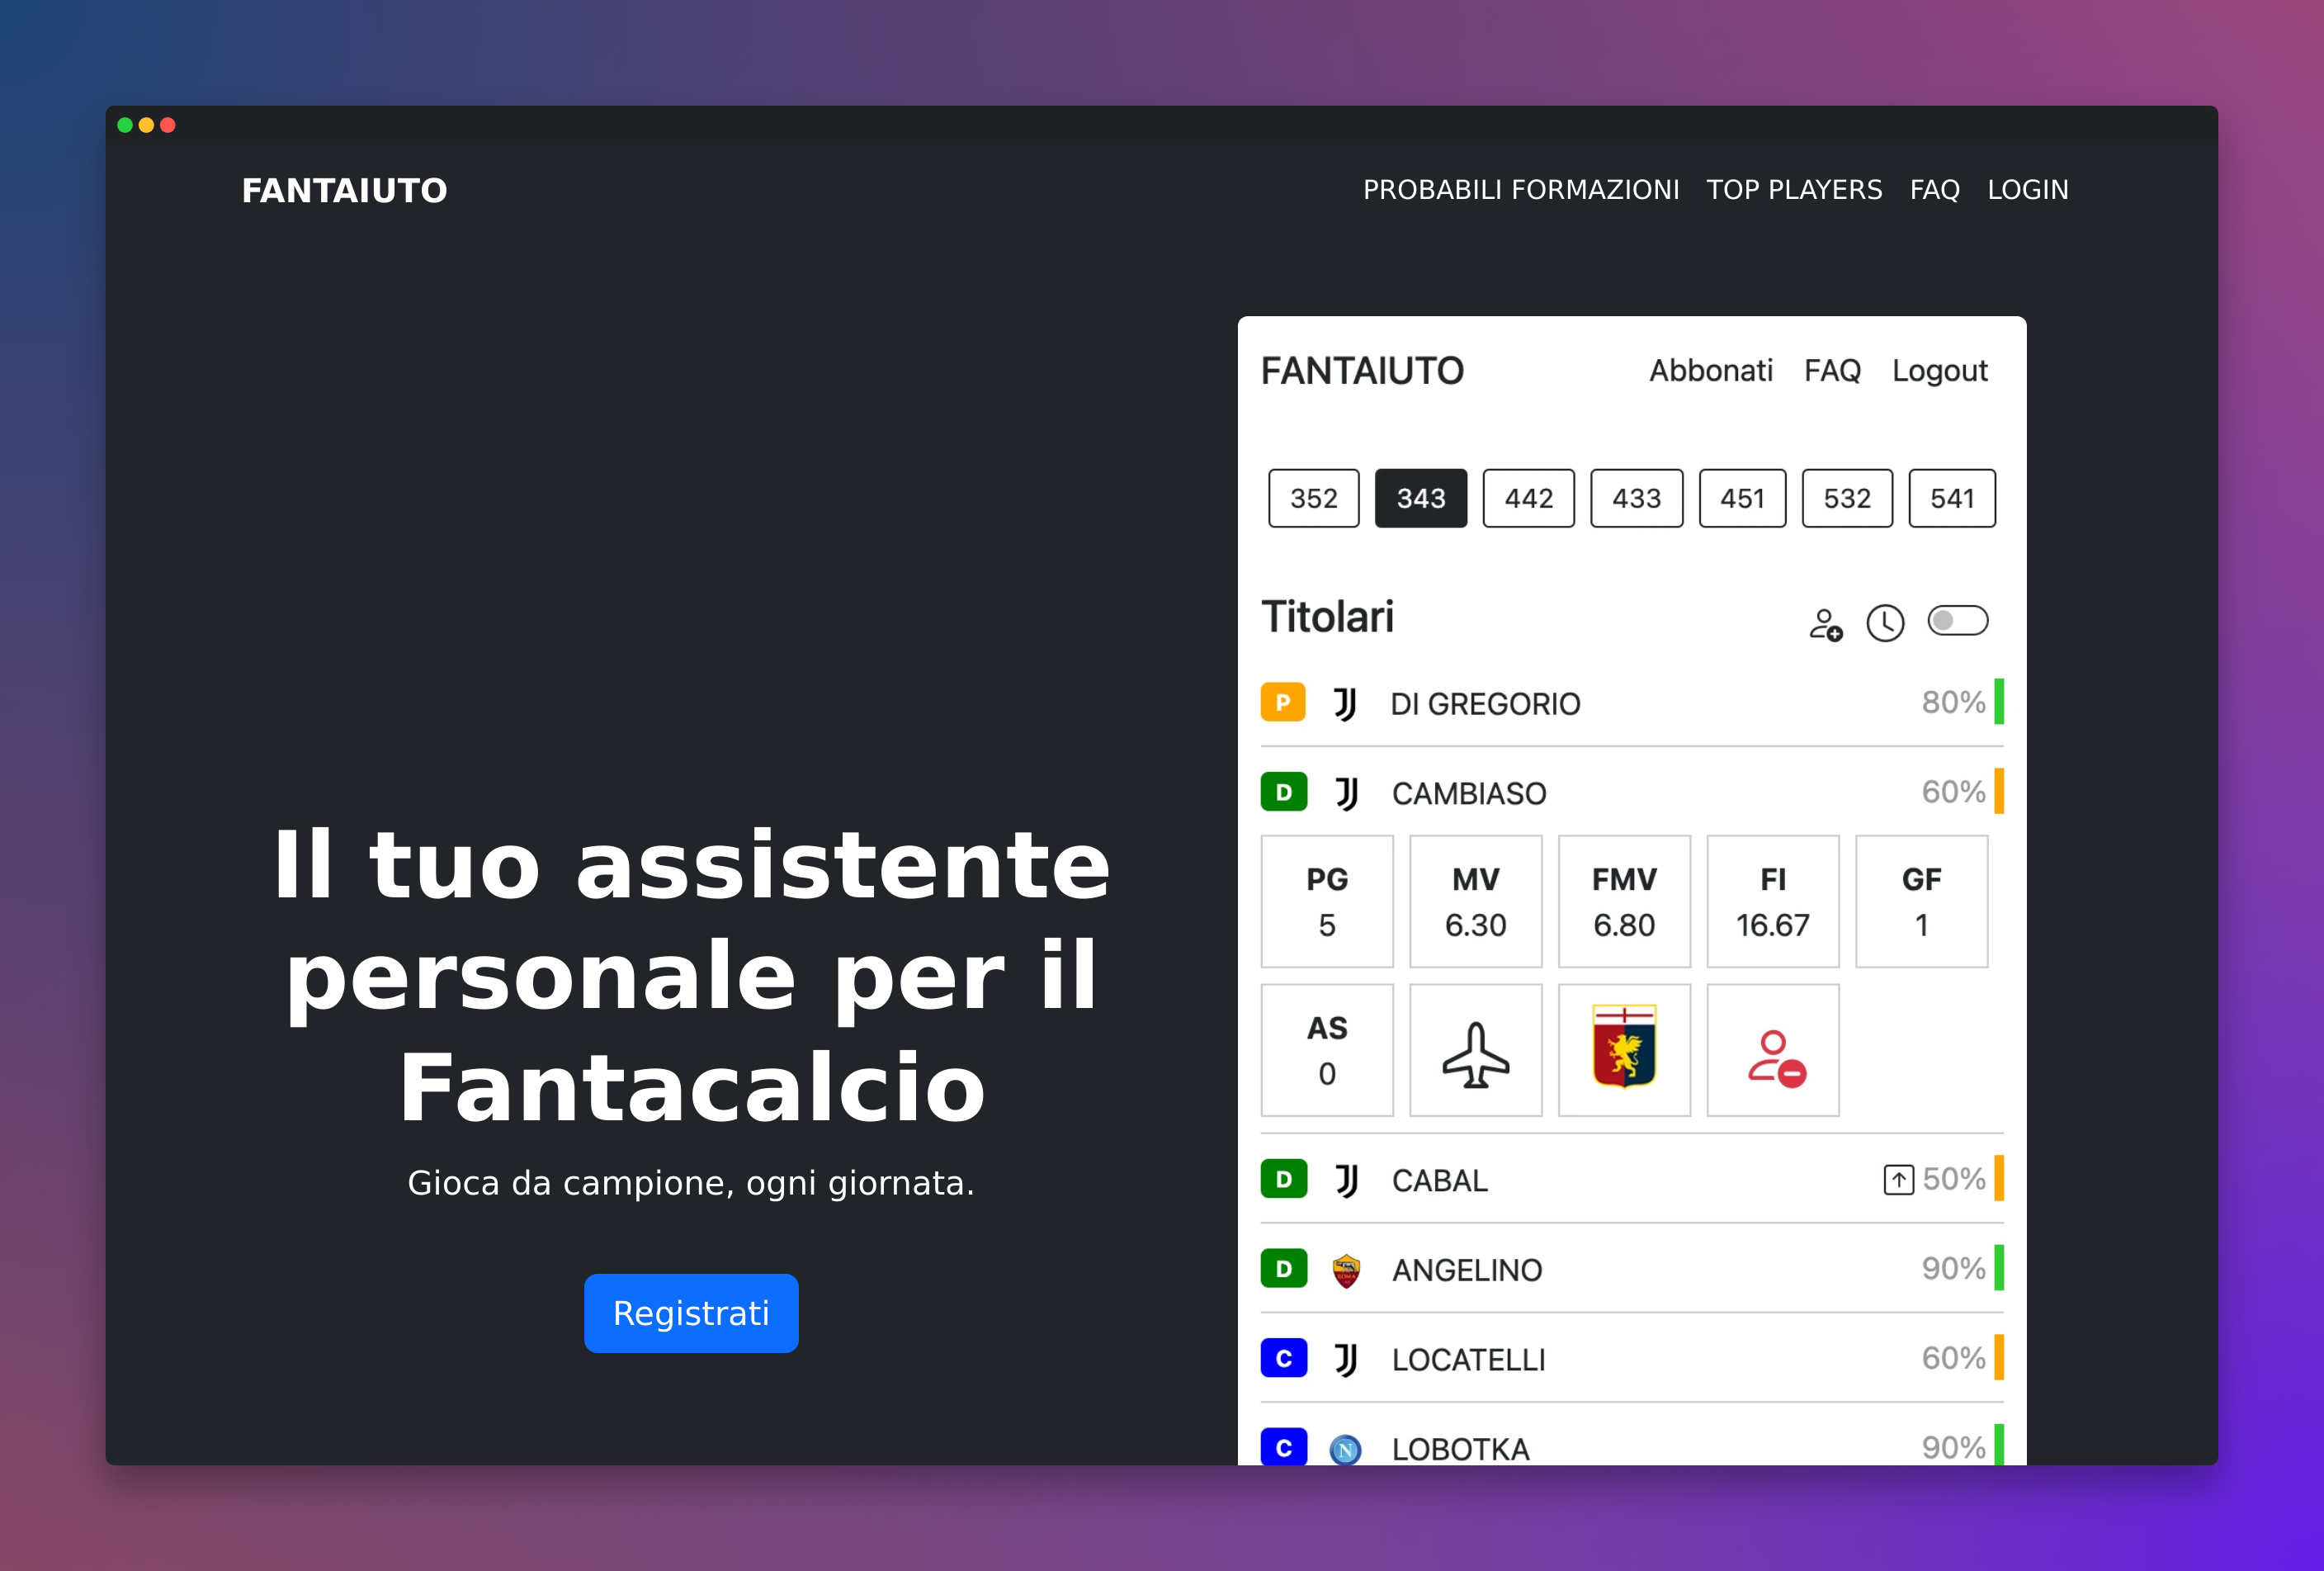 FANTAIUTO
PROBABILI FORMAZIONI TOP PLAYERS FAQ LOGIN
Il tuo assistente
personale per il
Fantacalcio
Gioca da campione, ogni giornata.
Registrati
FANTAIUTO
Abbonati FAQ Logout
352 343 442 433 451 532 541
Titolari
P DI GREGORIO 80%
D CAMBIASO 60%
PG MV FMV FI GF
5 6.30 6.80 16.67 1
AS
0
D CABAL 50%
D ANGELINO 90%
C LOCATELLI 60%
C N LOBOTKA 90%